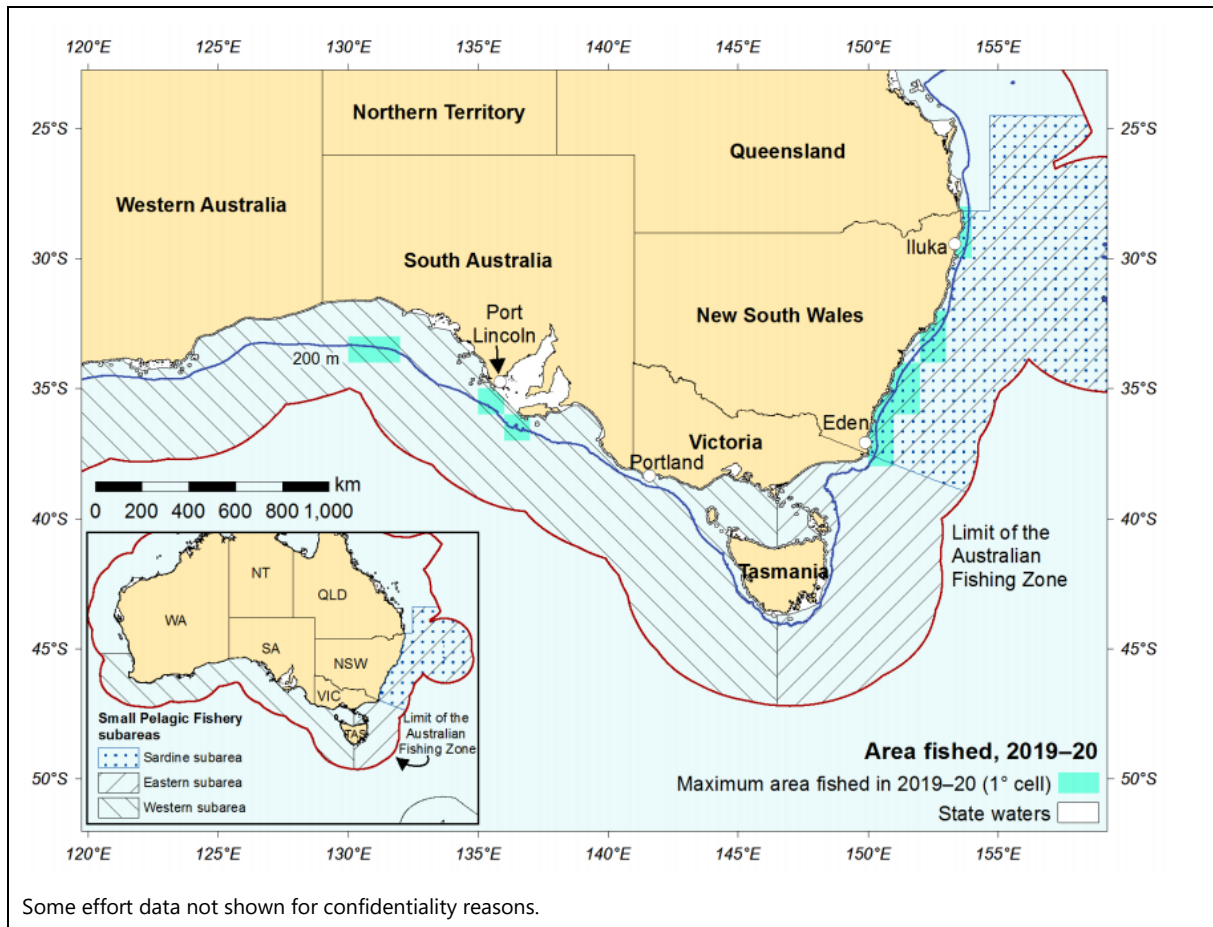 120°E 125°E 130°E 135°E 140°E 145°E 150°E 155°E
Northern Territory
25°S 25°S
Queensland
Western Australia
Iluka
South Australia
30°S 30°S
New South Wales
Port
Lincoln
200 m
35°S 35°S
Eden
Victoria
Portland
km
0 200 400 600 800 1,000
40°S 40°S
Limit of the
Australian
Fishing Zone
Tasmania
45°S 45°S
NT
QLD
WA
SA
NSW
VIC
TAS
Small Pelagic Fishery
subareas
Sardine subarea
Eastern subarea
Western subarea
Limit of the
Australian
Fishing Zone
Area fished, 2019–20
Maximum area fished in 2019–20 (1° cell)
State waters
50°S 50°S
120°E 125°E 130°E 135°E 140°E 145°E 150°E 155°E
Some effort data not shown for confidentiality reasons.